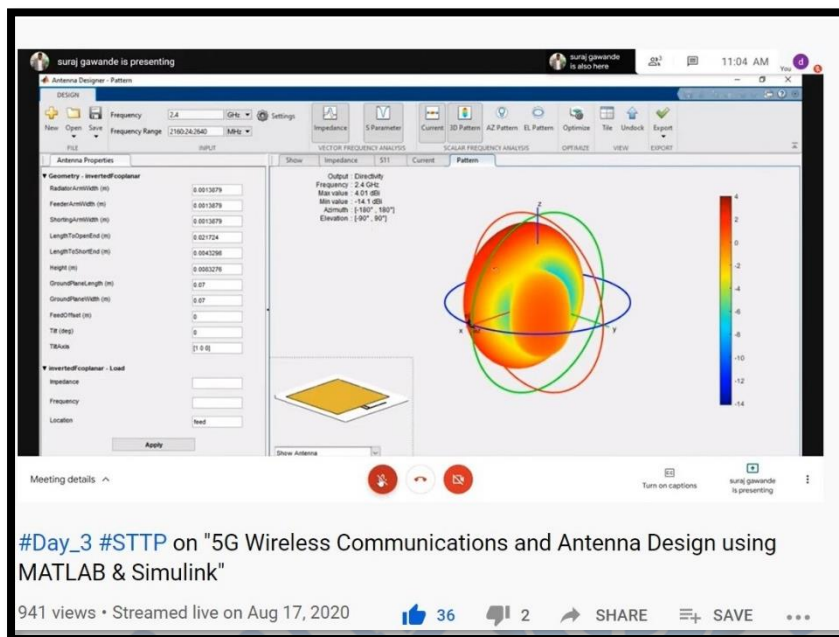 suraj gawande is presenting
suraj gawande is also here
11:04 AM
You
d
Antenna Designer - Pattern
DESIGN
New
Open
Save
Frequency 2.4 GHz
Frequency Range 2160:24:2640 MHz
Settings
Impedance
S Parameter
Current
3D Pattern
AZ Pattern
EL Pattern
Optimize
Tile
Undock
Export
FILE
INPUT
VECTOR FREQUENCY ANALYSIS
SCALAR FREQUENCY ANALYSIS
OPTIMIZE
VIEW
EXPORT
Antenna Properties
Show
Impedance
S11
Current
Pattern
Geometry - invertedFcoplanar
RadiatorArmWidth (m) 0.0013879
FeederArmWidth (m) 0.0013879
ShortingArmWidth (m) 0.0013879
LengthToOpenEnd (m) 0.021724
LengthToShortEnd (m) 0.0043298
Height (m) 0.0083276
GroundPlaneLength (m) 0.07
GroundPlaneWidth (m) 0.07
FeedOffset (m) 0
Tilt (deg) 0
TiltAxis [1 0 0]
invertedFcoplanar - Load
Impedance
Frequency
Location feed
Apply
Output : Directivity
Frequency : 2.4 GHz
Max value : 4.01 dBi
Min value : -14.1 dBi
Azimuth : [-180° , 180°]
Elevation : [-90° , 90°]
z
x
y
4
2
0
-2
-4
-6
-8
-10
-12
-14
Show Antenna
Meeting details
Turn on captions
suraj gawande is presenting
#Day_3 #STTP on "5G Wireless Communications and Antenna Design using
MATLAB & Simulink"
941 views • Streamed live on Aug 17, 2020
36
2
SHARE
SAVE